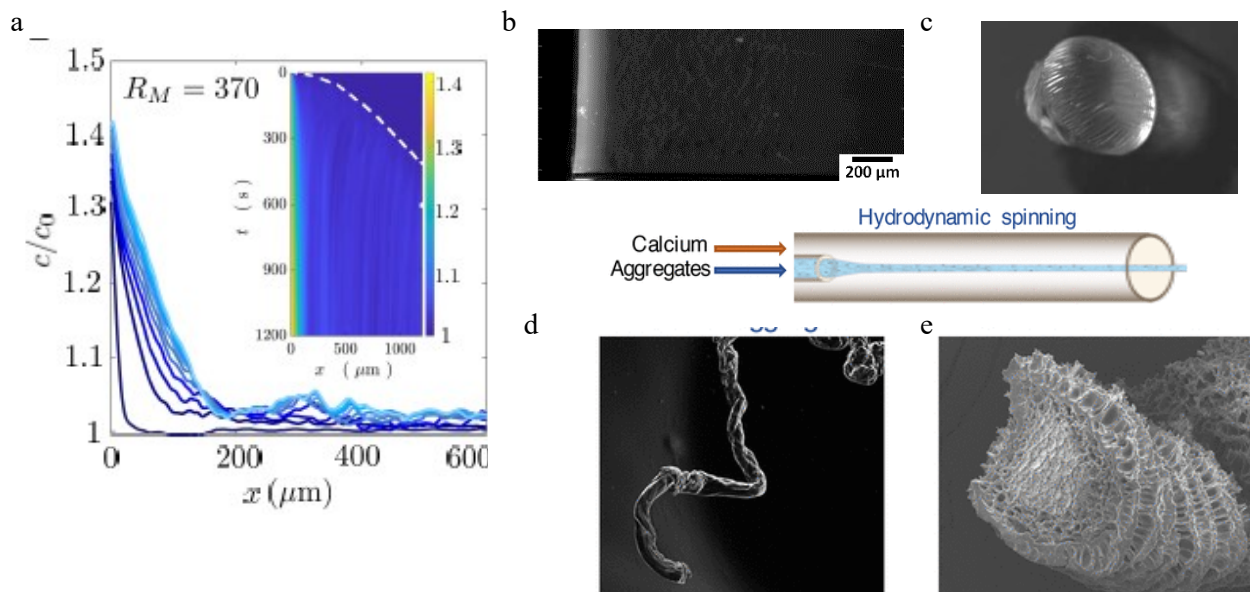 a
b
c
1.5
1.4
1.3
1.2
1.1
1
c/c0
0
200
400
600
x (μm)
R_M = 370
0
300
600
900
1200
t (s)
0
500
1000
x (μm)
1.4
1.3
1.2
1.1
1
200 μm
Hydrodynamic spinning
Calcium
Aggregates
d
e